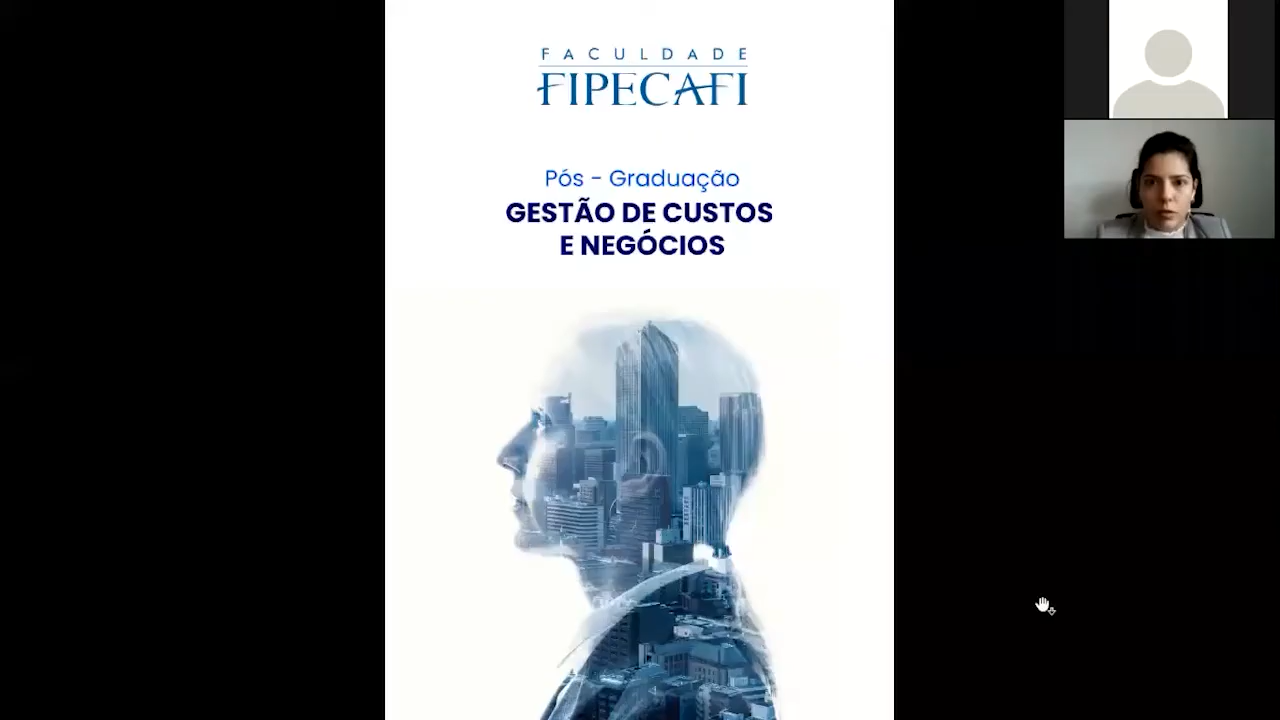 FACULDADE
FIPECAFI
Pós - Graduação
GESTÃO DE CUSTOS
E NEGÓCIOS